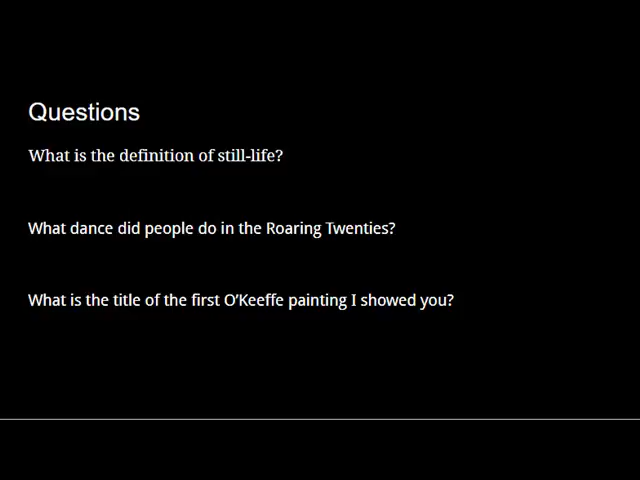 Questions
What is the definition of still-life?
What dance did people do in the Roaring Twenties?
What is the title of the first O’Keeffe painting I showed you?